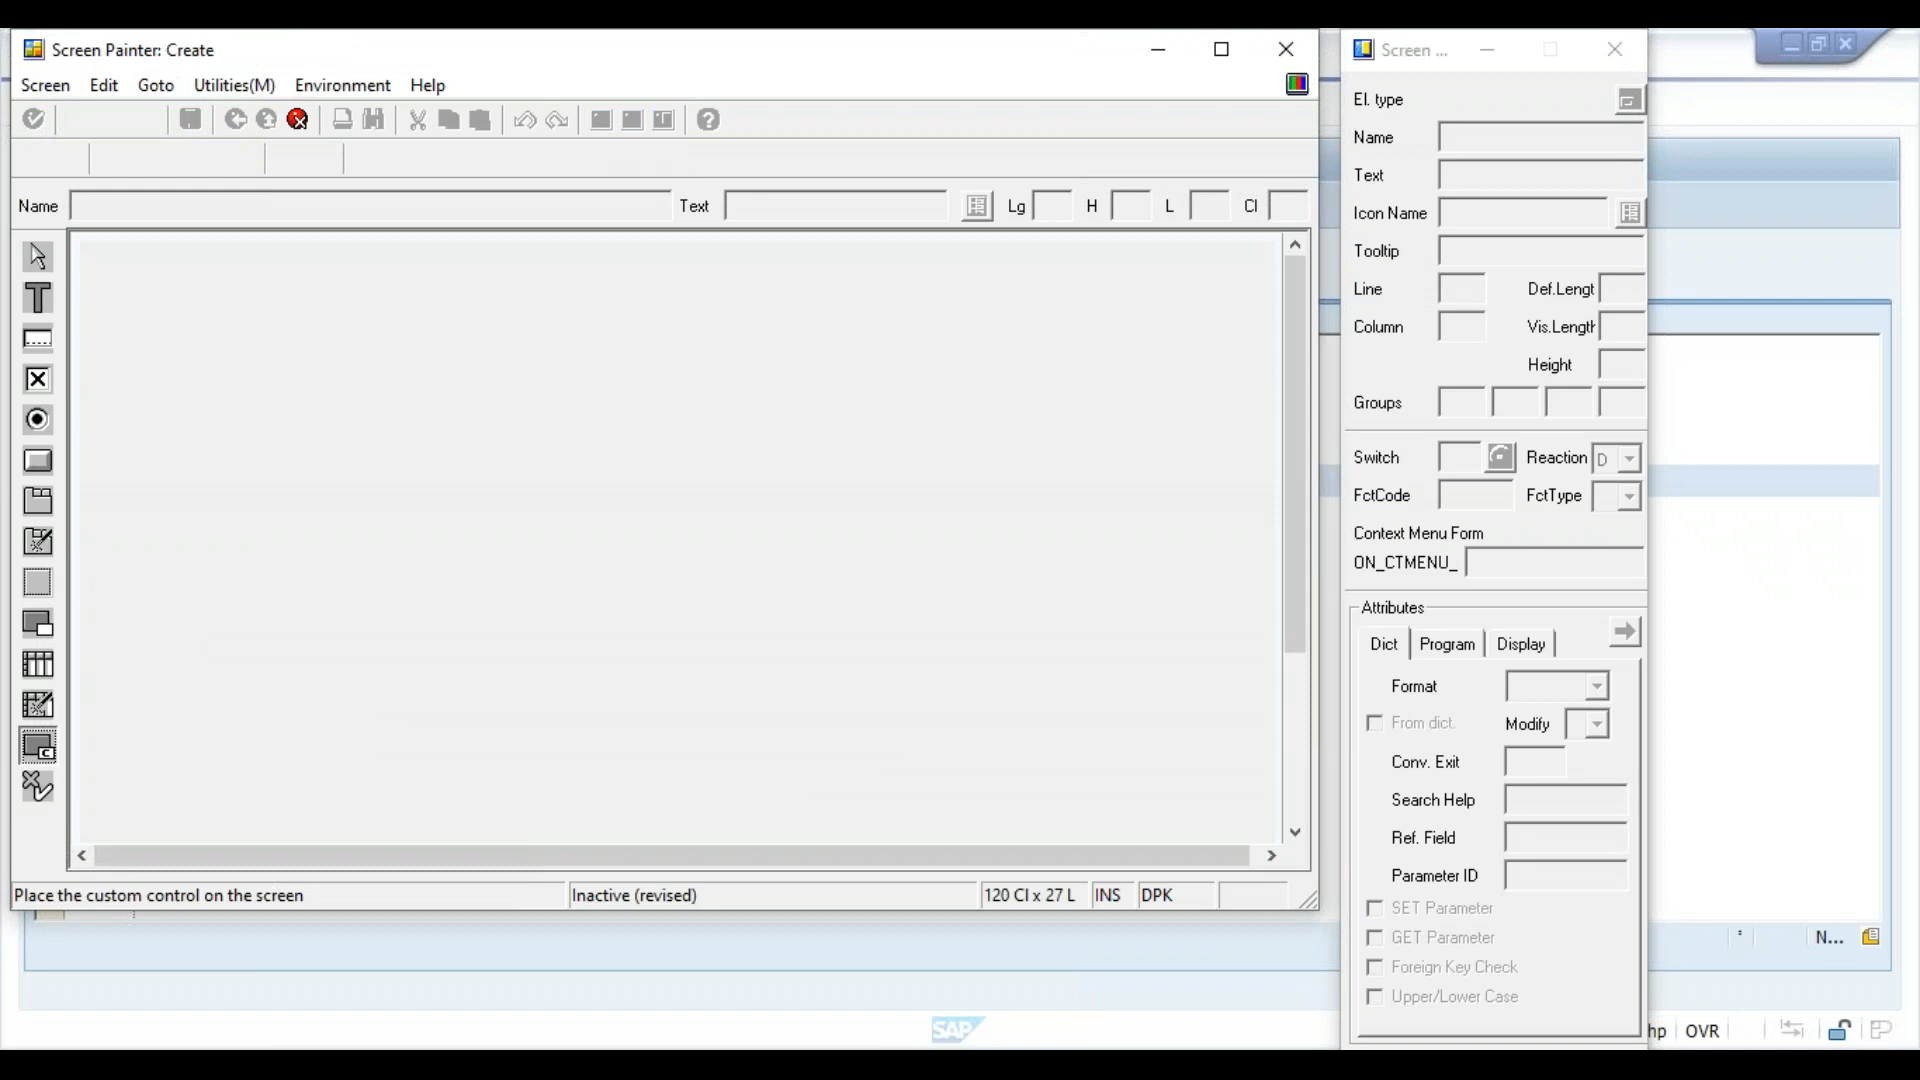 Screen Painter: Create
Screen Edit Goto Utilities(M) Environment Help
Name
Text
Lg
H
L
Cl
Place the custom control on the screen
Inactive (revised)
120 Cl x 27 L
INS
DPK
Screen ...
El. type
Name
Text
Icon Name
Tooltip
Line
Def.Lengt
Column
Vis.Length
Height
Groups
Switch
Reaction D
FctCode
FctType
Context Menu Form
ON_CTMENU_
Attributes
Dict Program Display
Format
From dict. Modify
Conv. Exit
Search Help
Ref. Field
Parameter ID
SET Parameter
GET Parameter
Foreign Key Check
Upper/Lower Case
N...
SAP
hp OVR